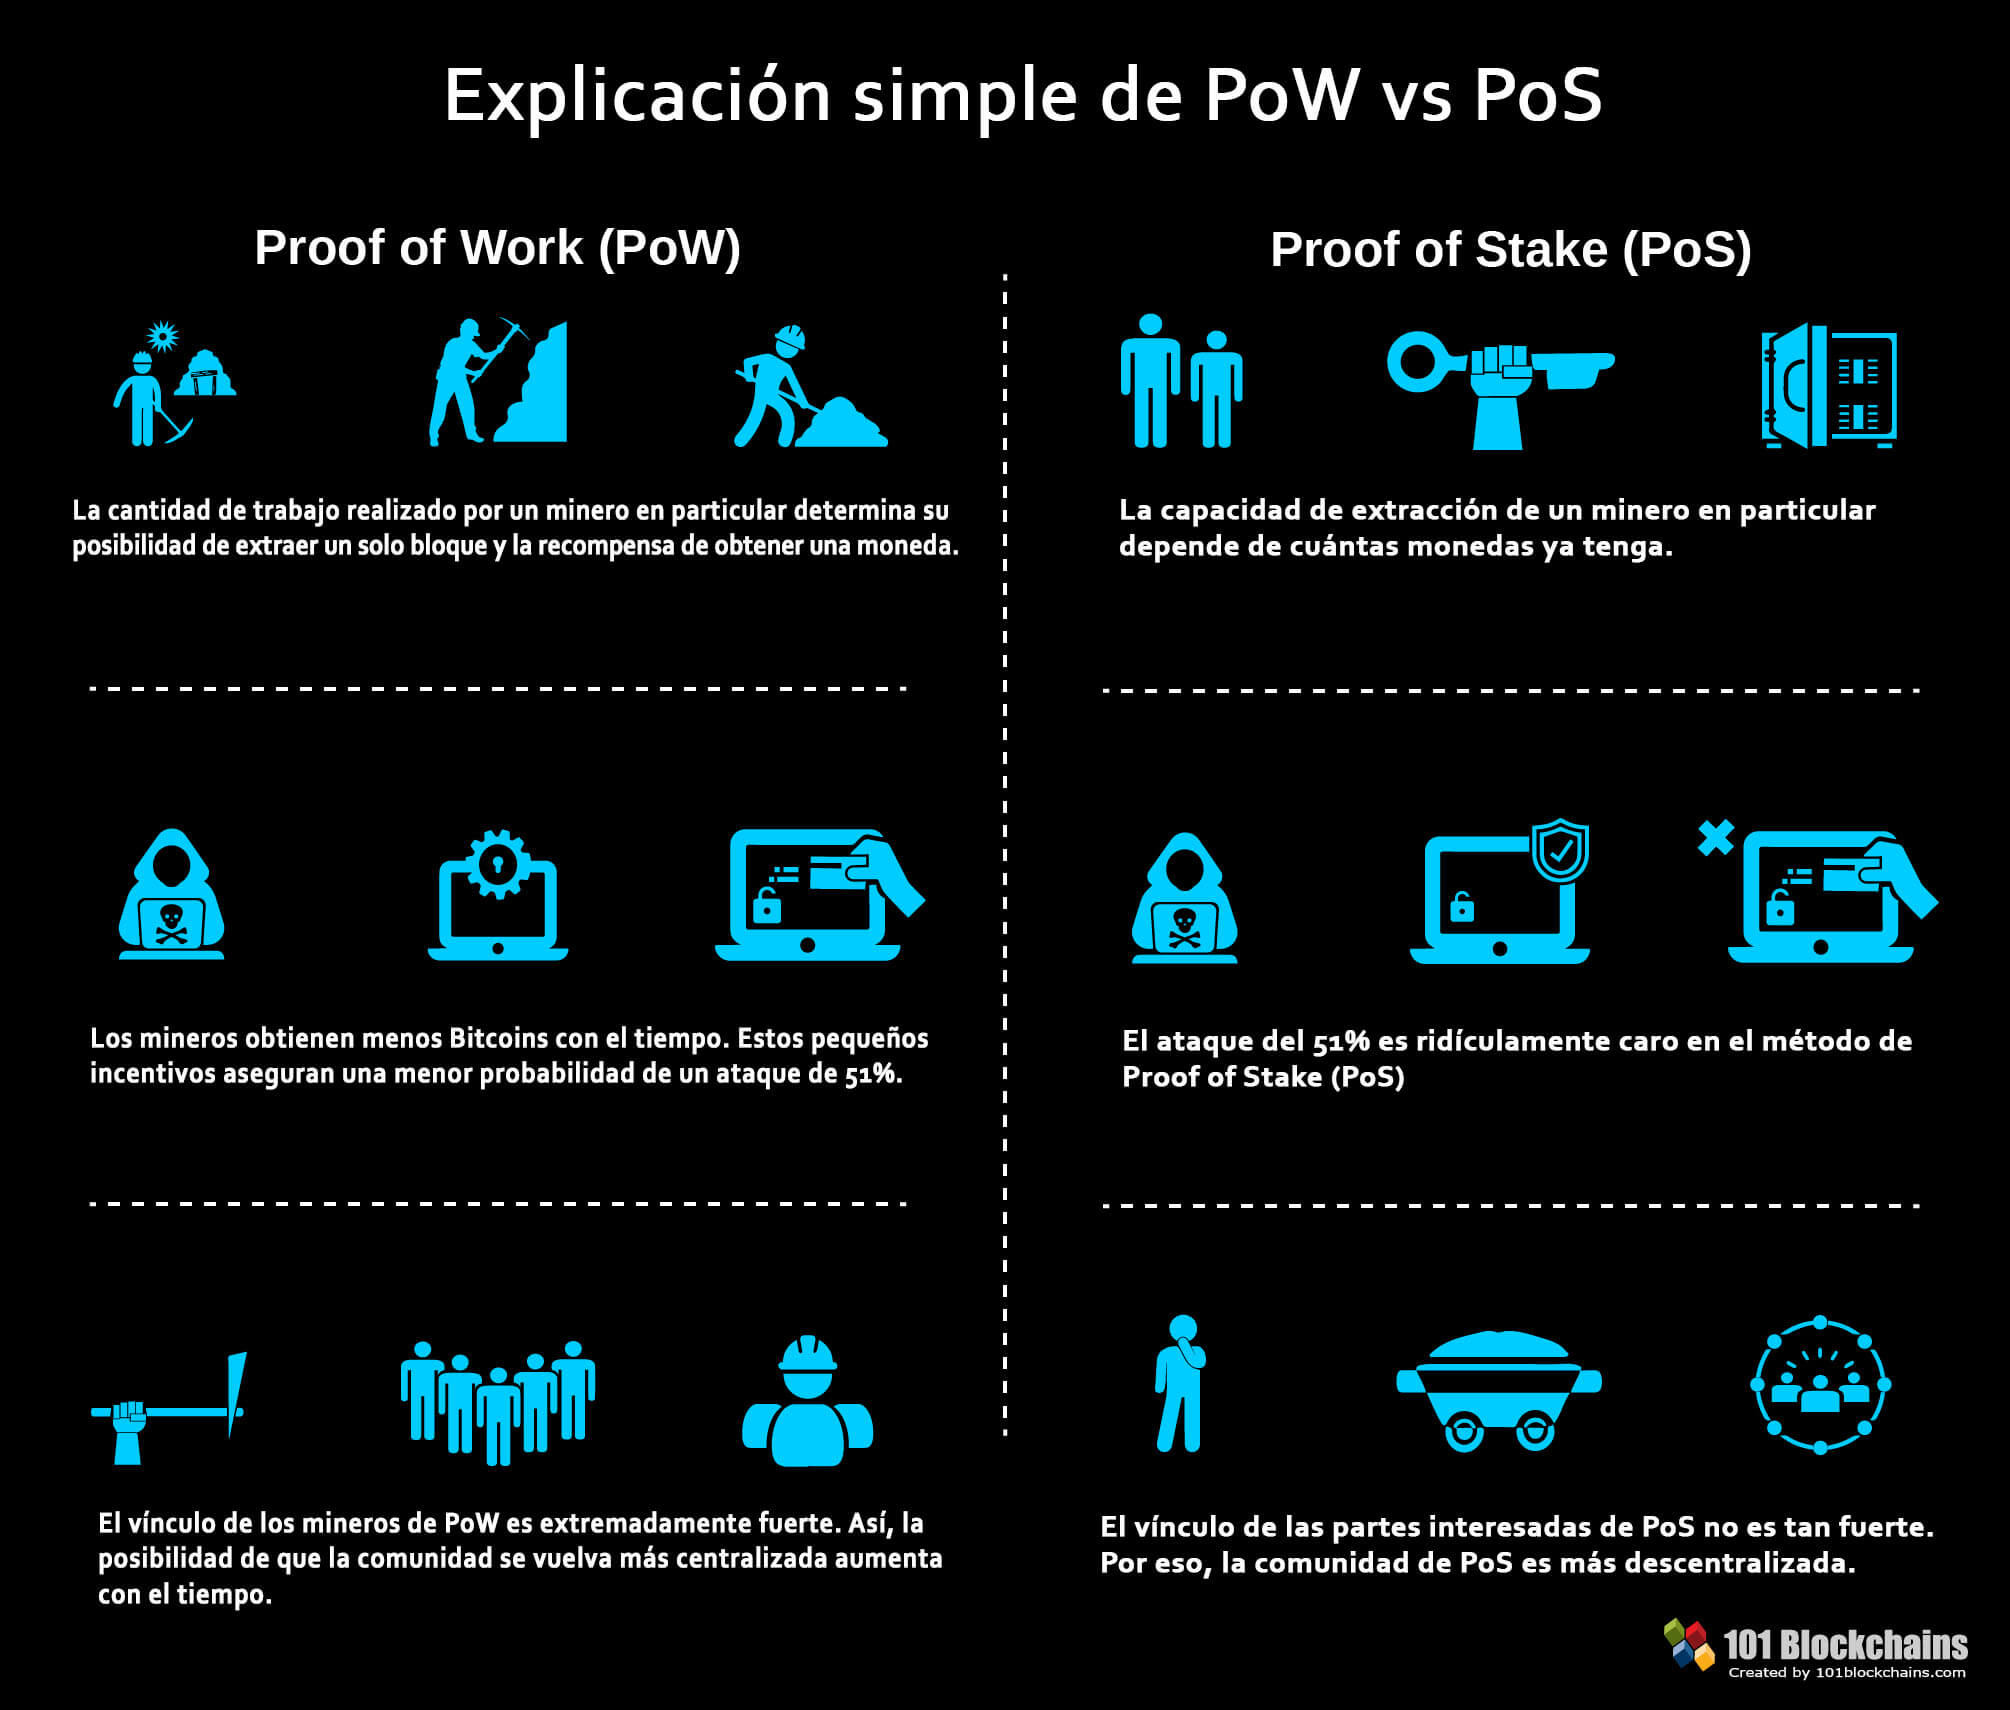 Explicación simple de PoW vs PoS
Proof of Work (PoW)
La cantidad de trabajo realizado por un minero en particular determina su
posibilidad de extraer un solo bloque y la recompensa de obtener una moneda.
Los mineros obtienen menos Bitcoins con el tiempo. Estos pequeños
incentivos aseguran una menor probabilidad de un ataque de 51%.
El vínculo de los mineros de PoW es extremadamente fuerte. Así, la
posibilidad de que la comunidad se vuelva más centralizada aumenta
con el tiempo.
Proof of Stake (PoS)
La capacidad de extracción de un minero en particular
depende de cuántas monedas ya tenga.
El ataque del 51% es ridículamente caro en el método de
Proof of Stake (PoS)
El vínculo de las partes interesadas de PoS no es tan fuerte.
Por eso, la comunidad de PoS es más descentralizada.
101 Blockchains
Created by 101blockchains.com